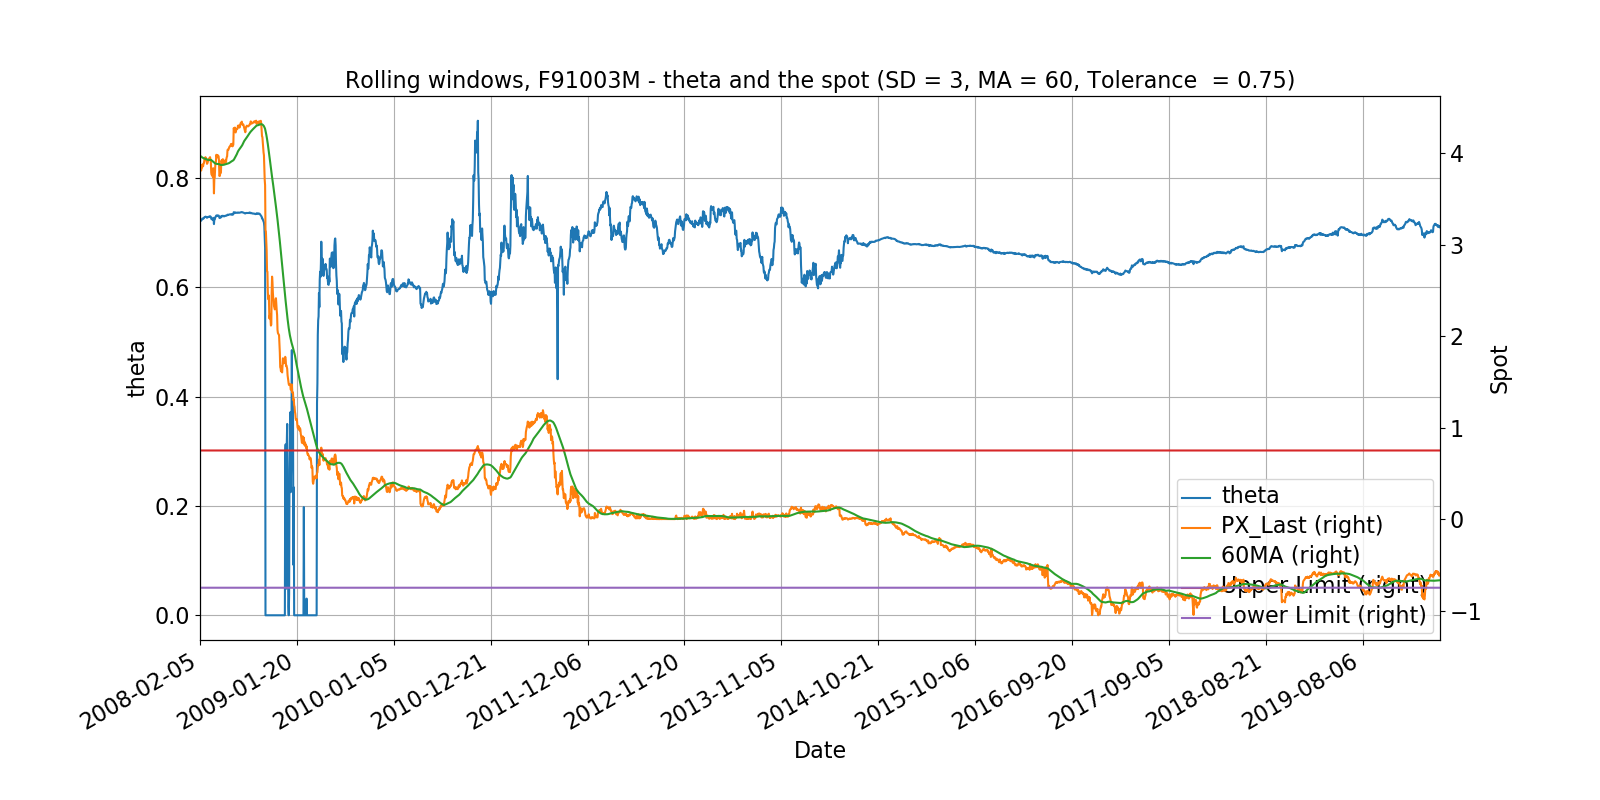 Rolling windows, F91003M - theta and the spot (SD = 3, MA = 60, Tolerance  = 0.75)
theta
0.8
0.6
0.4
0.2
0.0
4
3
2
1
0
−1
Spot
theta
PX_Last (right)
60MA (right)
Upper Limit (right)
Lower Limit (right)
2008-02-05
2009-01-20
2010-01-05
2010-12-21
2011-12-06
2012-11-20
2013-11-05
2014-10-21
2015-10-06
2016-09-20
2017-09-05
2018-08-21
2019-08-06
Date